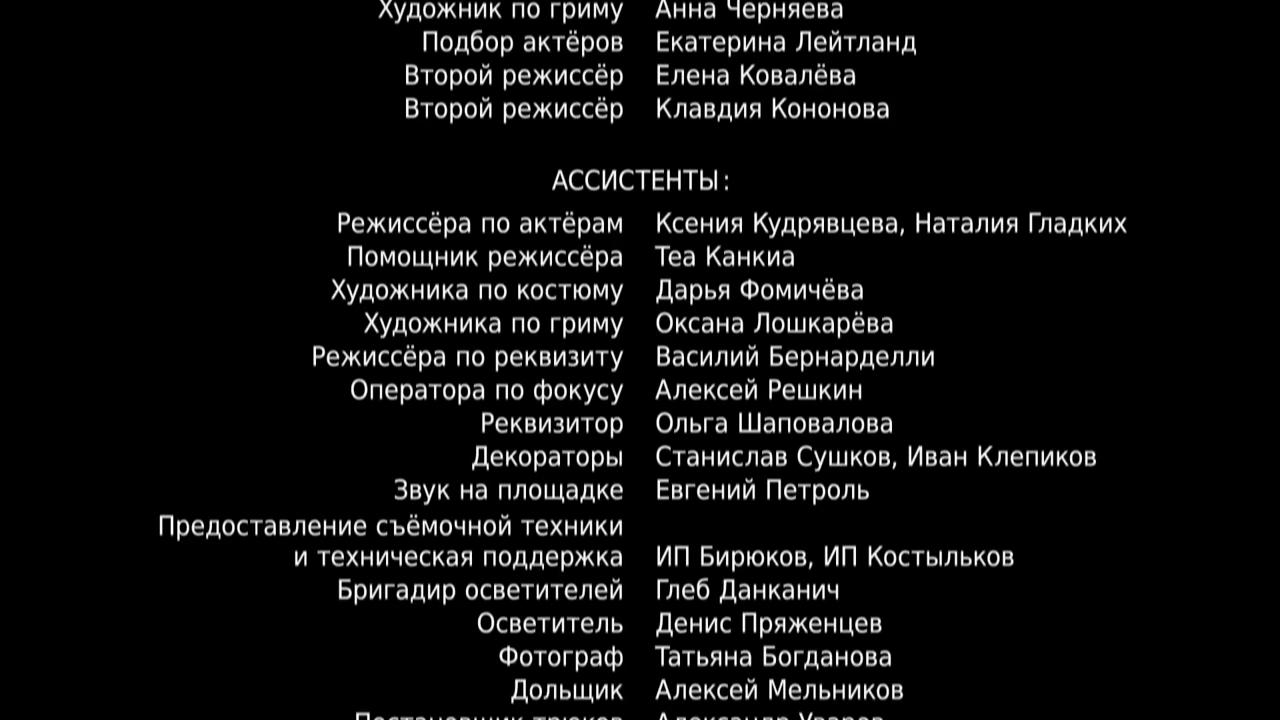 Художник по гриму Анна Черняева
Подбор актёров Екатерина Лейтланд
Второй режиссёр Елена Ковалёва
Второй режиссёр Клавдия Кононова
АССИСТЕНТЫ:
Режиссёра по актёрам Ксения Кудрявцева, Наталия Гладких
Помощник режиссёра Теа Канкиа
Художника по костюму Дарья Фомичёва
Художника по гриму Оксана Лошкарёва
Режиссёра по реквизиту Василий Бернарделли
Оператора по фокусу Алексей Решкин
Реквизитор Ольга Шаповалова
Декораторы Станислав Сушков, Иван Клепиков
Звук на площадке Евгений Петроль
Предоставление съёмочной техники
и техническая поддержка ИП Бирюков, ИП Костыльков
Бригадир осветителей Глеб Данканич
Осветитель Денис Пряженцев
Фотограф Татьяна Богданова
Дольщик Алексей Мельников
Постановщик трюков Александр Уваров